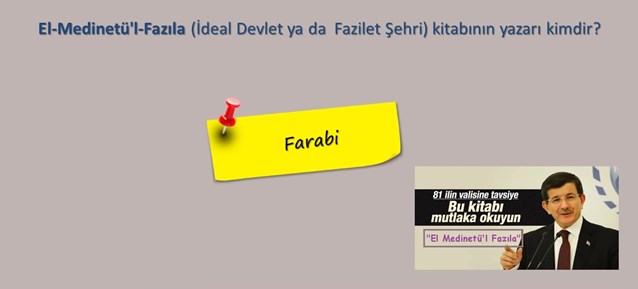 El-Medinetü'l-Fazıla (İdeal Devlet ya da Fazilet Şehri) kitabının yazarı kimdir?
Farabi
81 ilin valisine tavsiye
Bu kitabı
mutlaka okuyun
"El Medinetü'l Fazıla"